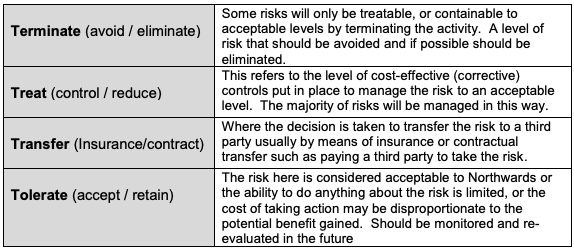 Terminate (avoid / eliminate)
Some risks will only be treatable, or containable to
acceptable levels by terminating the activity.  A level of
risk that should be avoided and if possible should be
eliminated.
Treat (control / reduce)
This refers to the level of cost-effective (corrective)
controls put in place to manage the risk to an acceptable
level.  The majority of risks will be managed in this way.
Transfer (Insurance/contract)
Where the decision is taken to transfer the risk to a third
party usually by means of insurance or contractual
transfer such as paying a third party to take the risk.
Tolerate (accept / retain)
The risk here is considered acceptable to Northwards or
the ability to do anything about the risk is limited, or the
cost of taking action may be disproportionate to the
potential benefit gained.  Should be monitored and re-
evaluated in the future